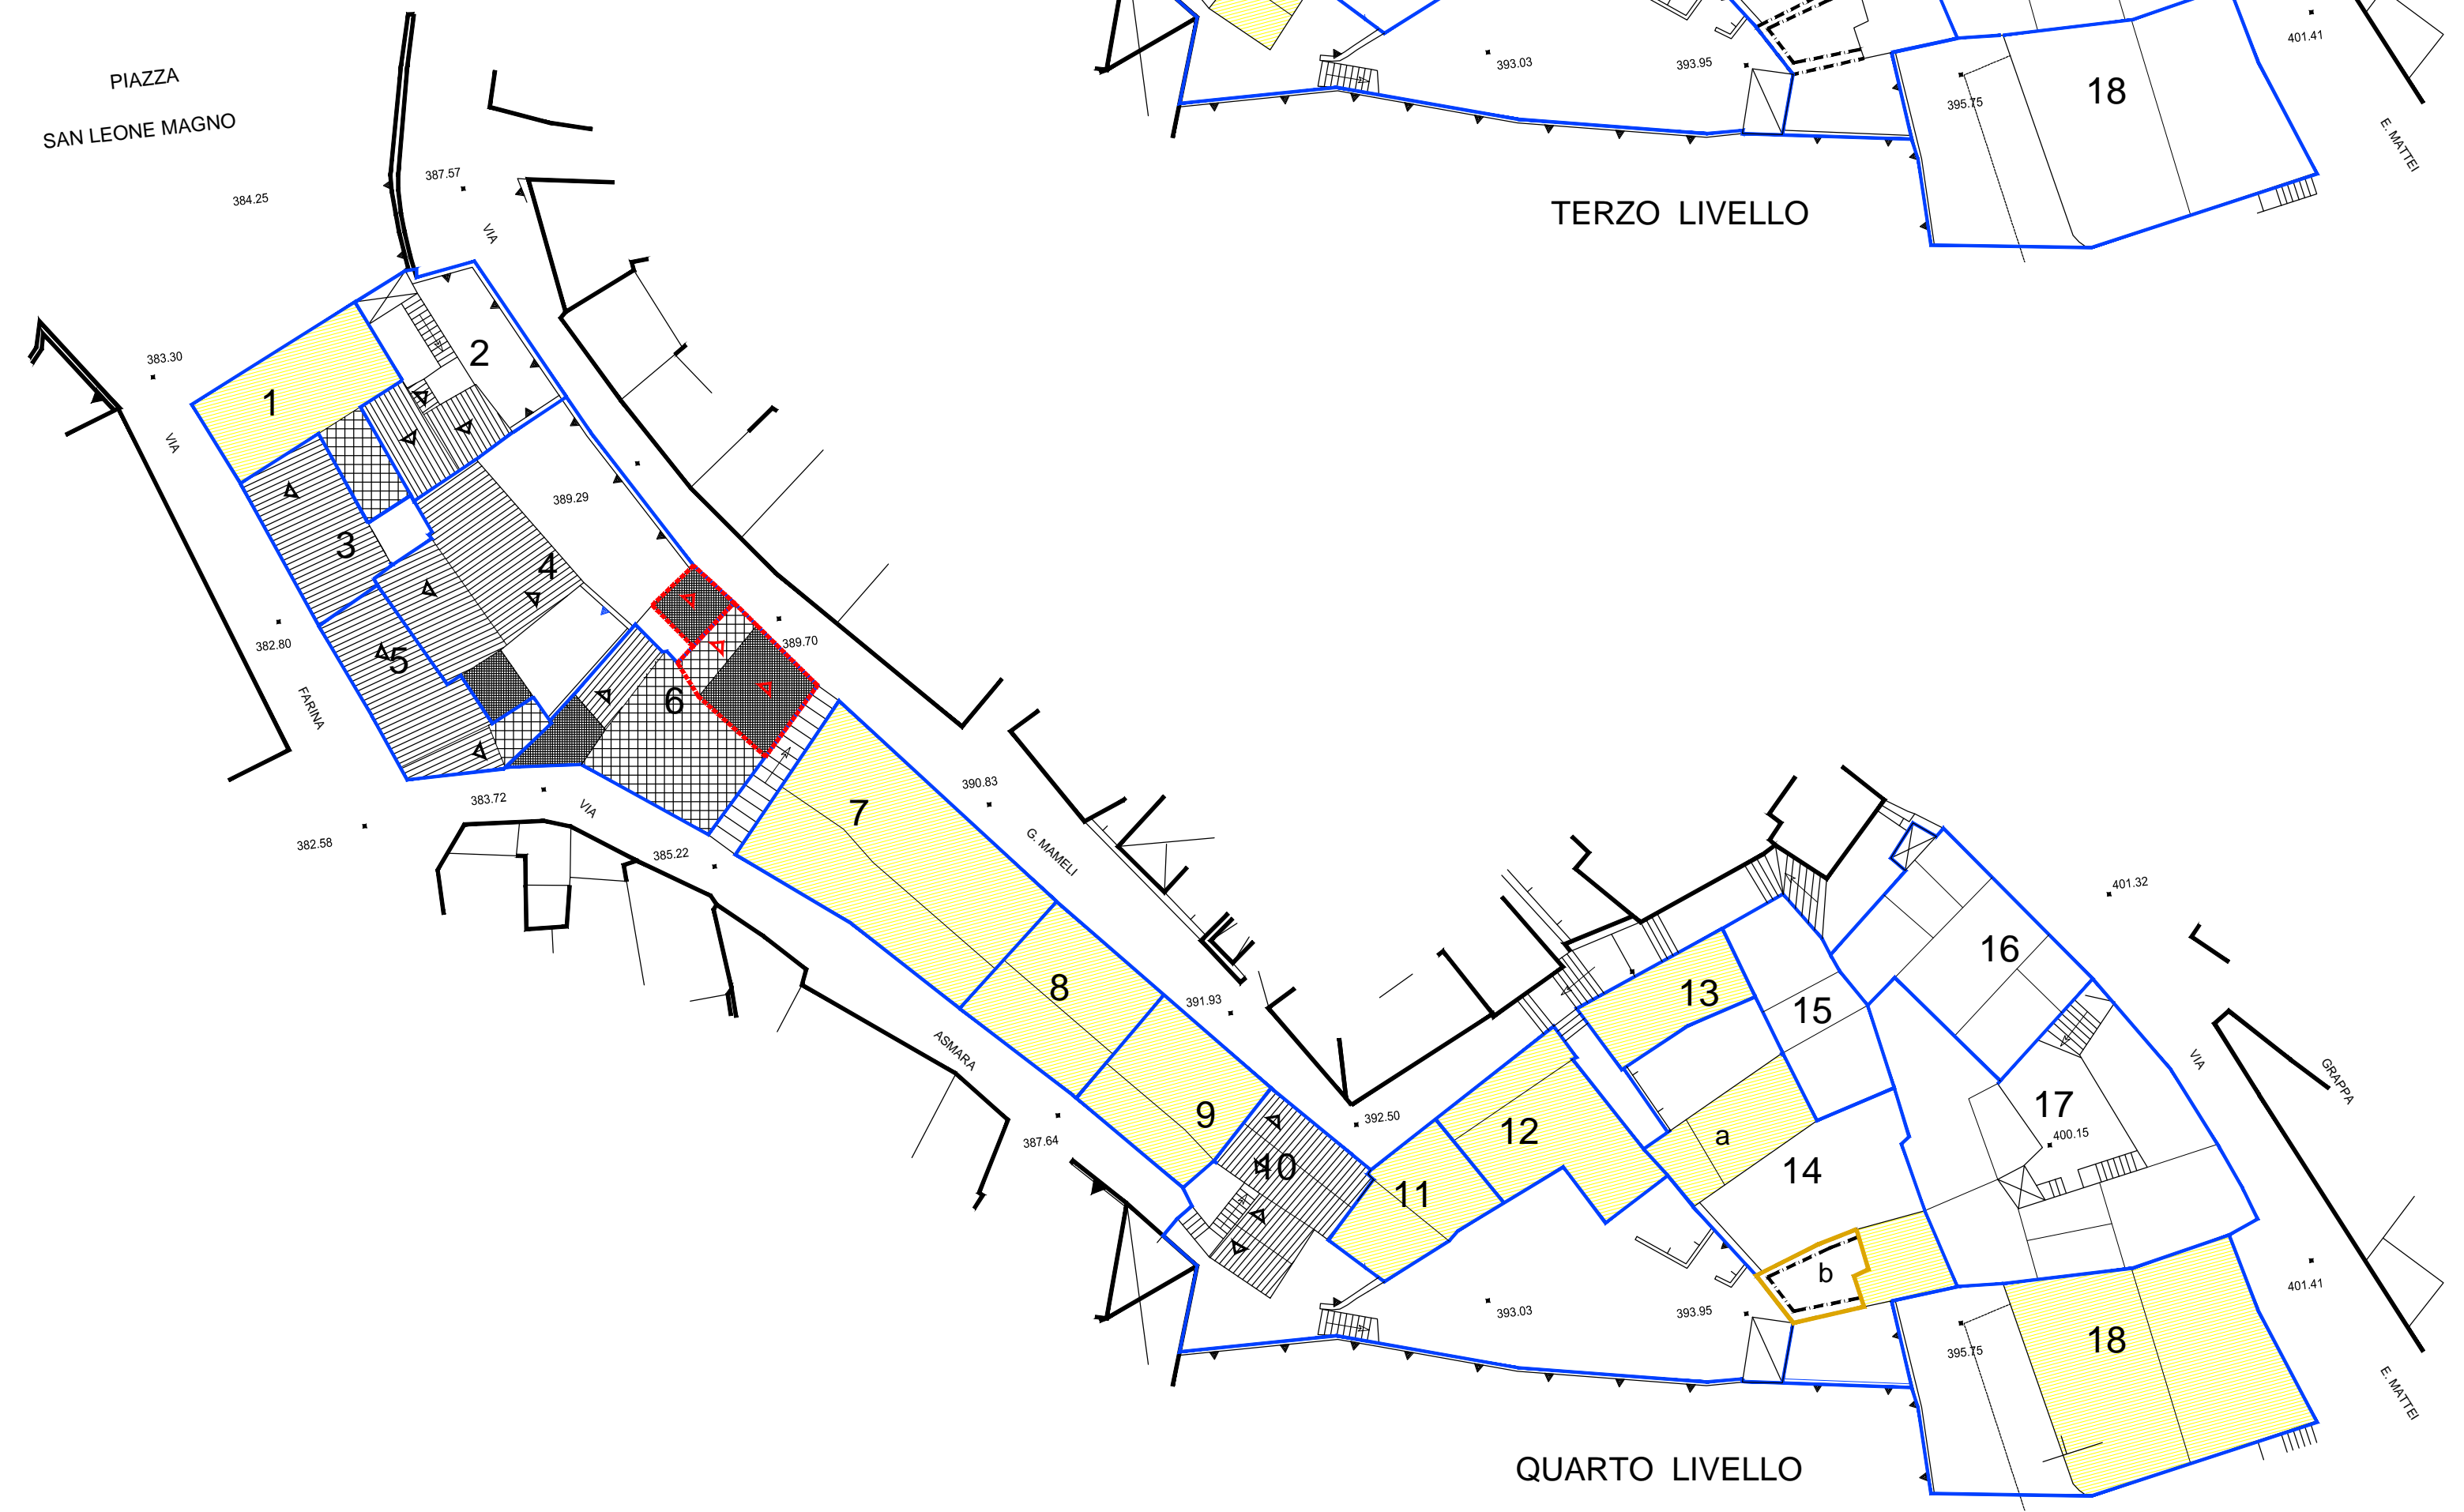 393.03
393.95
395.75
18
401.41
E. MATTEI
TERZO LIVELLO
PIAZZA
SAN LEONE MAGNO
384.25
387.57
VIA
2
383.30
1
VIA
389.29
3
4
382.80
5
389.70
6
FARINA
383.72
VIA
382.58
385.22
7
390.83
G. MAMELI
8
391.93
ASMARA
9
387.64
10
392.50
11
12
13
15
16
401.32
a
14
17
400.15
VIA
GRAPPA
b
393.03
393.95
395.75
18
401.41
E. MATTEI
QUARTO LIVELLO